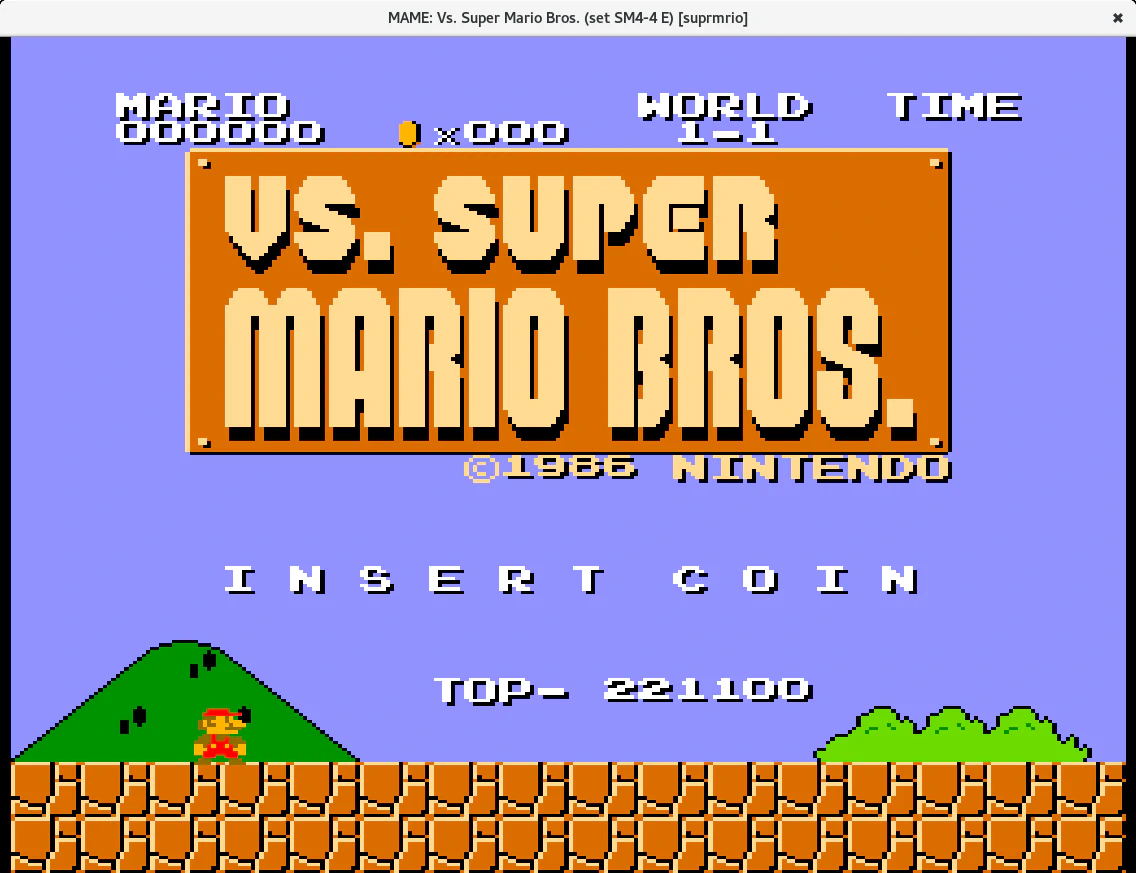 MAME: Vs. Super Mario Bros. (set SM4-4 E) [suprmrio]
MARIO WORLD TIME
000000 x000 1-1
VS. SUPER
MARIO BROS.
©1986 NINTENDO
INSERT COIN
TOP- 221100